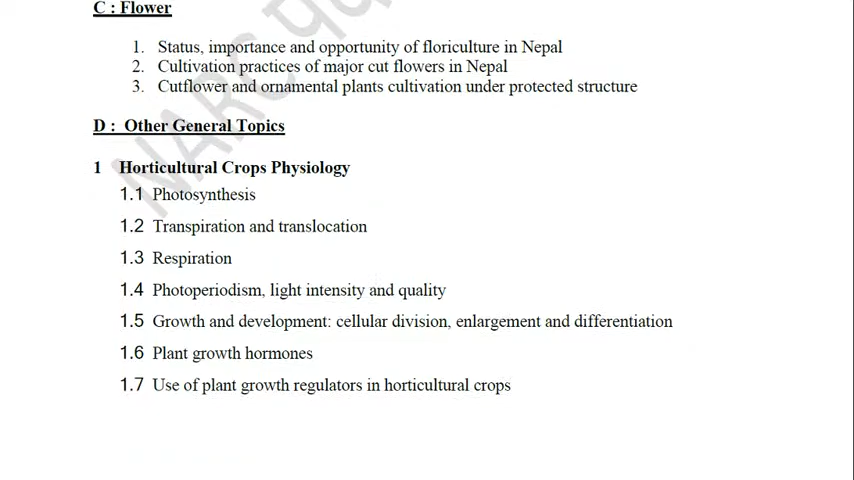 C : Flower
1. Status, importance and opportunity of floriculture in Nepal
2. Cultivation practices of major cut flowers in Nepal
3. Cutflower and ornamental plants cultivation under protected structure
D : Other General Topics
1 Horticultural Crops Physiology
1.1 Photosynthesis
1.2 Transpiration and translocation
1.3 Respiration
1.4 Photoperiodism, light intensity and quality
1.5 Growth and development: cellular division, enlargement and differentiation
1.6 Plant growth hormones
1.7 Use of plant growth regulators in horticultural crops
NARC